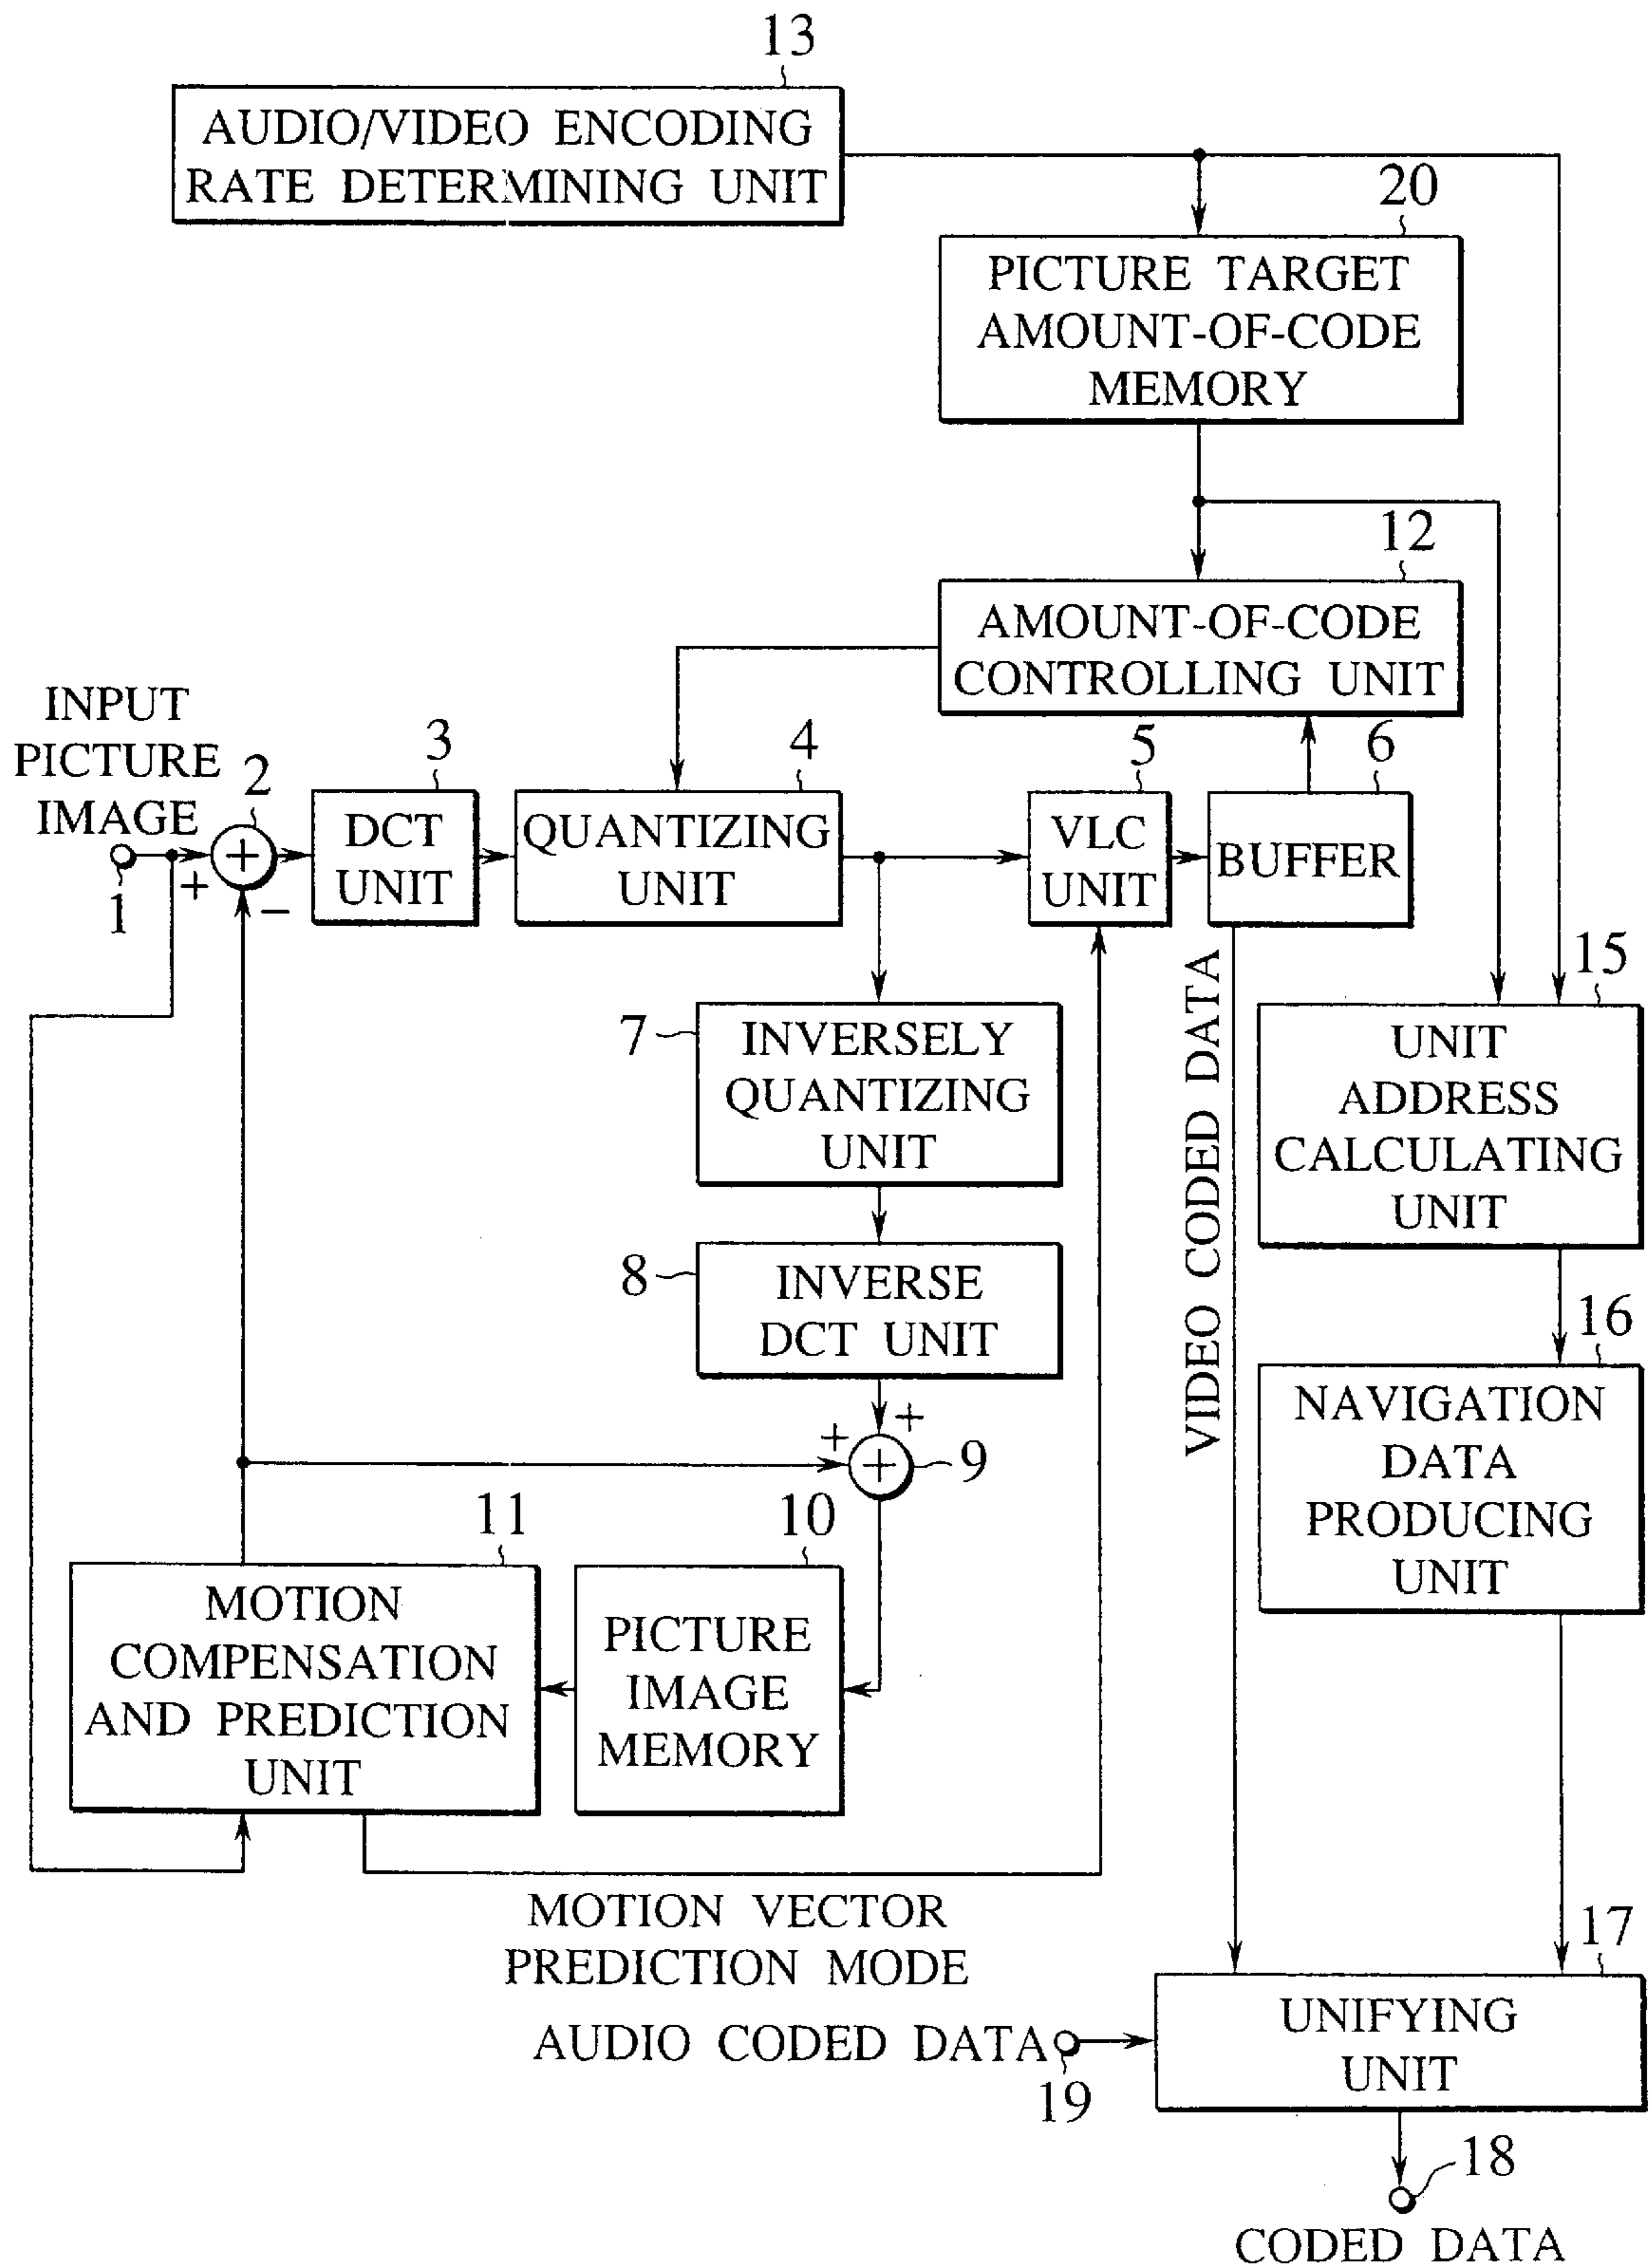 13
AUDIO/VIDEO ENCODING
RATE DETERMINING UNIT
20
PICTURE TARGET
AMOUNT-OF-CODE
MEMORY
12
AMOUNT-OF-CODE
CONTROLLING UNIT
INPUT
PICTURE
IMAGE
1
+
−
2
+
3
DCT
UNIT
4
QUANTIZING
UNIT
5
VLC
UNIT
6
BUFFER
VIDEO CODED DATA
7
INVERSELY
QUANTIZING
UNIT
8
INVERSE
DCT UNIT
+
+
+
9
15
UNIT
ADDRESS
CALCULATING
UNIT
16
NAVIGATION
DATA
PRODUCING
UNIT
11
MOTION
COMPENSATION
AND PREDICTION
UNIT
10
PICTURE
IMAGE
MEMORY
MOTION VECTOR
PREDICTION MODE
AUDIO CODED DATA
19
17
UNIFYING
UNIT
18
CODED DATA